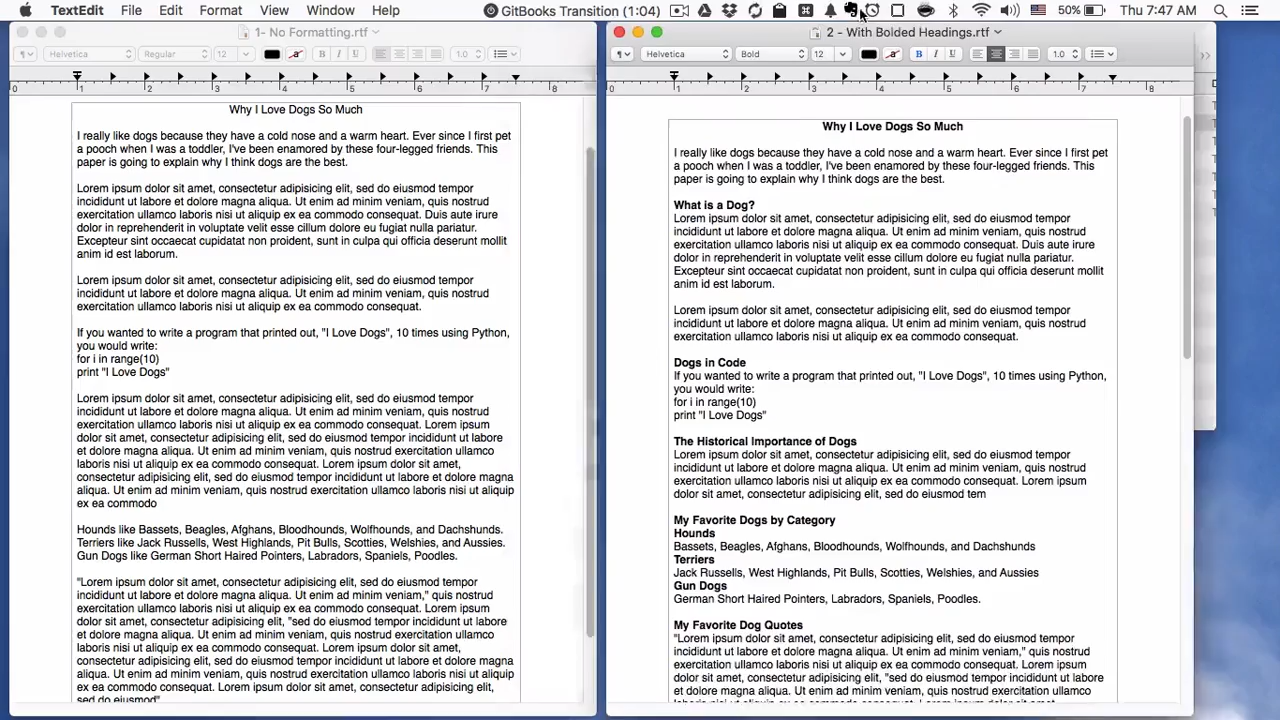 TextEdit File Edit Format View Window Help GitBooks Transition (1:04) 50% Thu 7:47 AM
1- No Formatting.rtf
Helvetica Regular 12 B I U 1.0
0 1 2 3 4 5 6 7 8
Why I Love Dogs So Much
I really like dogs because they have a cold nose and a warm heart. Ever since I first pet
a pooch when I was a toddler, I've been enamored by these four-legged friends. This
paper is going to explain why I think dogs are the best.
Lorem ipsum dolor sit amet, consectetur adipisicing elit, sed do eiusmod tempor
incididunt ut labore et dolore magna aliqua. Ut enim ad minim veniam, quis nostrud
exercitation ullamco laboris nisi ut aliquip ex ea commodo consequat. Duis aute irure
dolor in reprehenderit in voluptate velit esse cillum dolore eu fugiat nulla pariatur.
Excepteur sint occaecat cupidatat non proident, sunt in culpa qui officia deserunt mollit
anim id est laborum.
Lorem ipsum dolor sit amet, consectetur adipisicing elit, sed do eiusmod tempor
incididunt ut labore et dolore magna aliqua. Ut enim ad minim veniam, quis nostrud
exercitation ullamco laboris nisi ut aliquip ex ea commodo consequat.
If you wanted to write a program that printed out, "I Love Dogs", 10 times using Python,
you would write:
for i in range(10)
print "I Love Dogs"
Lorem ipsum dolor sit amet, consectetur adipisicing elit, sed do eiusmod tempor
incididunt ut labore et dolore magna aliqua. Ut enim ad minim veniam, quis nostrud
exercitation ullamco laboris nisi ut aliquip ex ea commodo consequat. Lorem ipsum
dolor sit amet, consectetur adipisicing elit, sed do eiusmod tempor incididunt ut labore
et dolore magna aliqua. Ut enim ad minim veniam, quis nostrud exercitation ullamco
laboris nisi ut aliquip ex ea commodo consequat. Lorem ipsum dolor sit amet,
consectetur adipisicing elit, sed do eiusmod tempor incididunt ut labore et dolore magna
aliqua. Ut enim ad minim veniam, quis nostrud exercitation ullamco laboris nisi ut aliquip
ex ea commodo
Hounds like Bassets, Beagles, Afghans, Bloodhounds, Wolfhounds, and Dachshunds.
Terriers like Jack Russells, West Highlands, Pit Bulls, Scotties, Welshies, and Aussies.
Gun Dogs like German Short Haired Pointers, Labradors, Spaniels, Poodles.
"Lorem ipsum dolor sit amet, consectetur adipisicing elit, sed do eiusmod tempor
incididunt ut labore et dolore magna aliqua. Ut enim ad minim veniam," quis nostrud
exercitation ullamco laboris nisi ut aliquip ex ea commodo consequat. Lorem ipsum
dolor sit amet, consectetur adipisicing elit, "sed do eiusmod tempor incididunt ut labore
et dolore magna aliqua. Ut enim ad minim veniam, quis nostrud exercitation ullamco
laboris nisi ut aliquip ex ea commodo consequat. Lorem ipsum dolor sit amet,
consectetur adipisicing elit, sed do eiusmod tempor incididunt ut labore et dolore magna
aliqua. Ut enim ad minim veniam, quis nostrud exercitation ullamco laboris nisi ut aliquip
ex ea commodo consequat. Lorem ipsum dolor sit amet, consectetur adipisicing elit,
sed do eiusmod"
2 - With Bolded Headings.rtf
Helvetica Bold 12 B I U 1.0
0 1 2 3 4 5 6 7 8
Why I Love Dogs So Much
I really like dogs because they have a cold nose and a warm heart. Ever since I first pet
a pooch when I was a toddler, I've been enamored by these four-legged friends. This
paper is going to explain why I think dogs are the best.
What is a Dog?
Lorem ipsum dolor sit amet, consectetur adipisicing elit, sed do eiusmod tempor
incididunt ut labore et dolore magna aliqua. Ut enim ad minim veniam, quis nostrud
exercitation ullamco laboris nisi ut aliquip ex ea commodo consequat. Duis aute irure
dolor in reprehenderit in voluptate velit esse cillum dolore eu fugiat nulla pariatur.
Excepteur sint occaecat cupidatat non proident, sunt in culpa qui officia deserunt mollit
anim id est laborum.
Lorem ipsum dolor sit amet, consectetur adipisicing elit, sed do eiusmod tempor
incididunt ut labore et dolore magna aliqua. Ut enim ad minim veniam, quis nostrud
exercitation ullamco laboris nisi ut aliquip ex ea commodo consequat.
Dogs in Code
If you wanted to write a program that printed out, "I Love Dogs", 10 times using Python,
you would write:
for i in range(10)
print "I Love Dogs"
The Historical Importance of Dogs
Lorem ipsum dolor sit amet, consectetur adipisicing elit, sed do eiusmod tempor
incididunt ut labore et dolore magna aliqua. Ut enim ad minim veniam, quis nostrud
exercitation ullamco laboris nisi ut aliquip ex ea commodo consequat. Lorem ipsum
dolor sit amet, consectetur adipisicing elit, sed do eiusmod tem
My Favorite Dogs by Category
Hounds
Bassets, Beagles, Afghans, Bloodhounds, Wolfhounds, and Dachshunds
Terriers
Jack Russells, West Highlands, Pit Bulls, Scotties, Welshies, and Aussies
Gun Dogs
German Short Haired Pointers, Labradors, Spaniels, Poodles.
My Favorite Dog Quotes
"Lorem ipsum dolor sit amet, consectetur adipisicing elit, sed do eiusmod tempor
incididunt ut labore et dolore magna aliqua. Ut enim ad minim veniam," quis nostrud
exercitation ullamco laboris nisi ut aliquip ex ea commodo consequat. Lorem ipsum
dolor sit amet, consectetur adipisicing elit, "sed do eiusmod tempor incididunt ut labore
et dolore magna aliqua. Ut enim ad minim veniam, quis nostrud exercitation ullamco